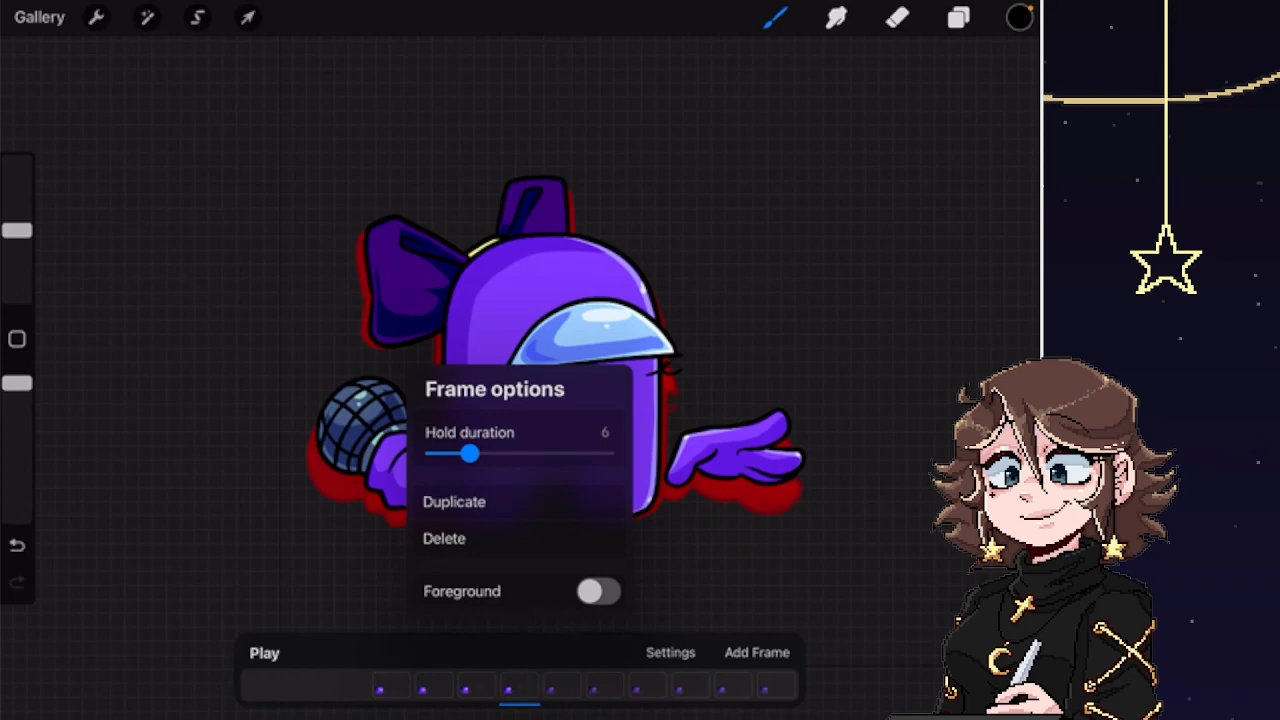 Gallery
Frame options
Hold duration 6
Duplicate
Delete
Foreground
Play Settings Add Frame